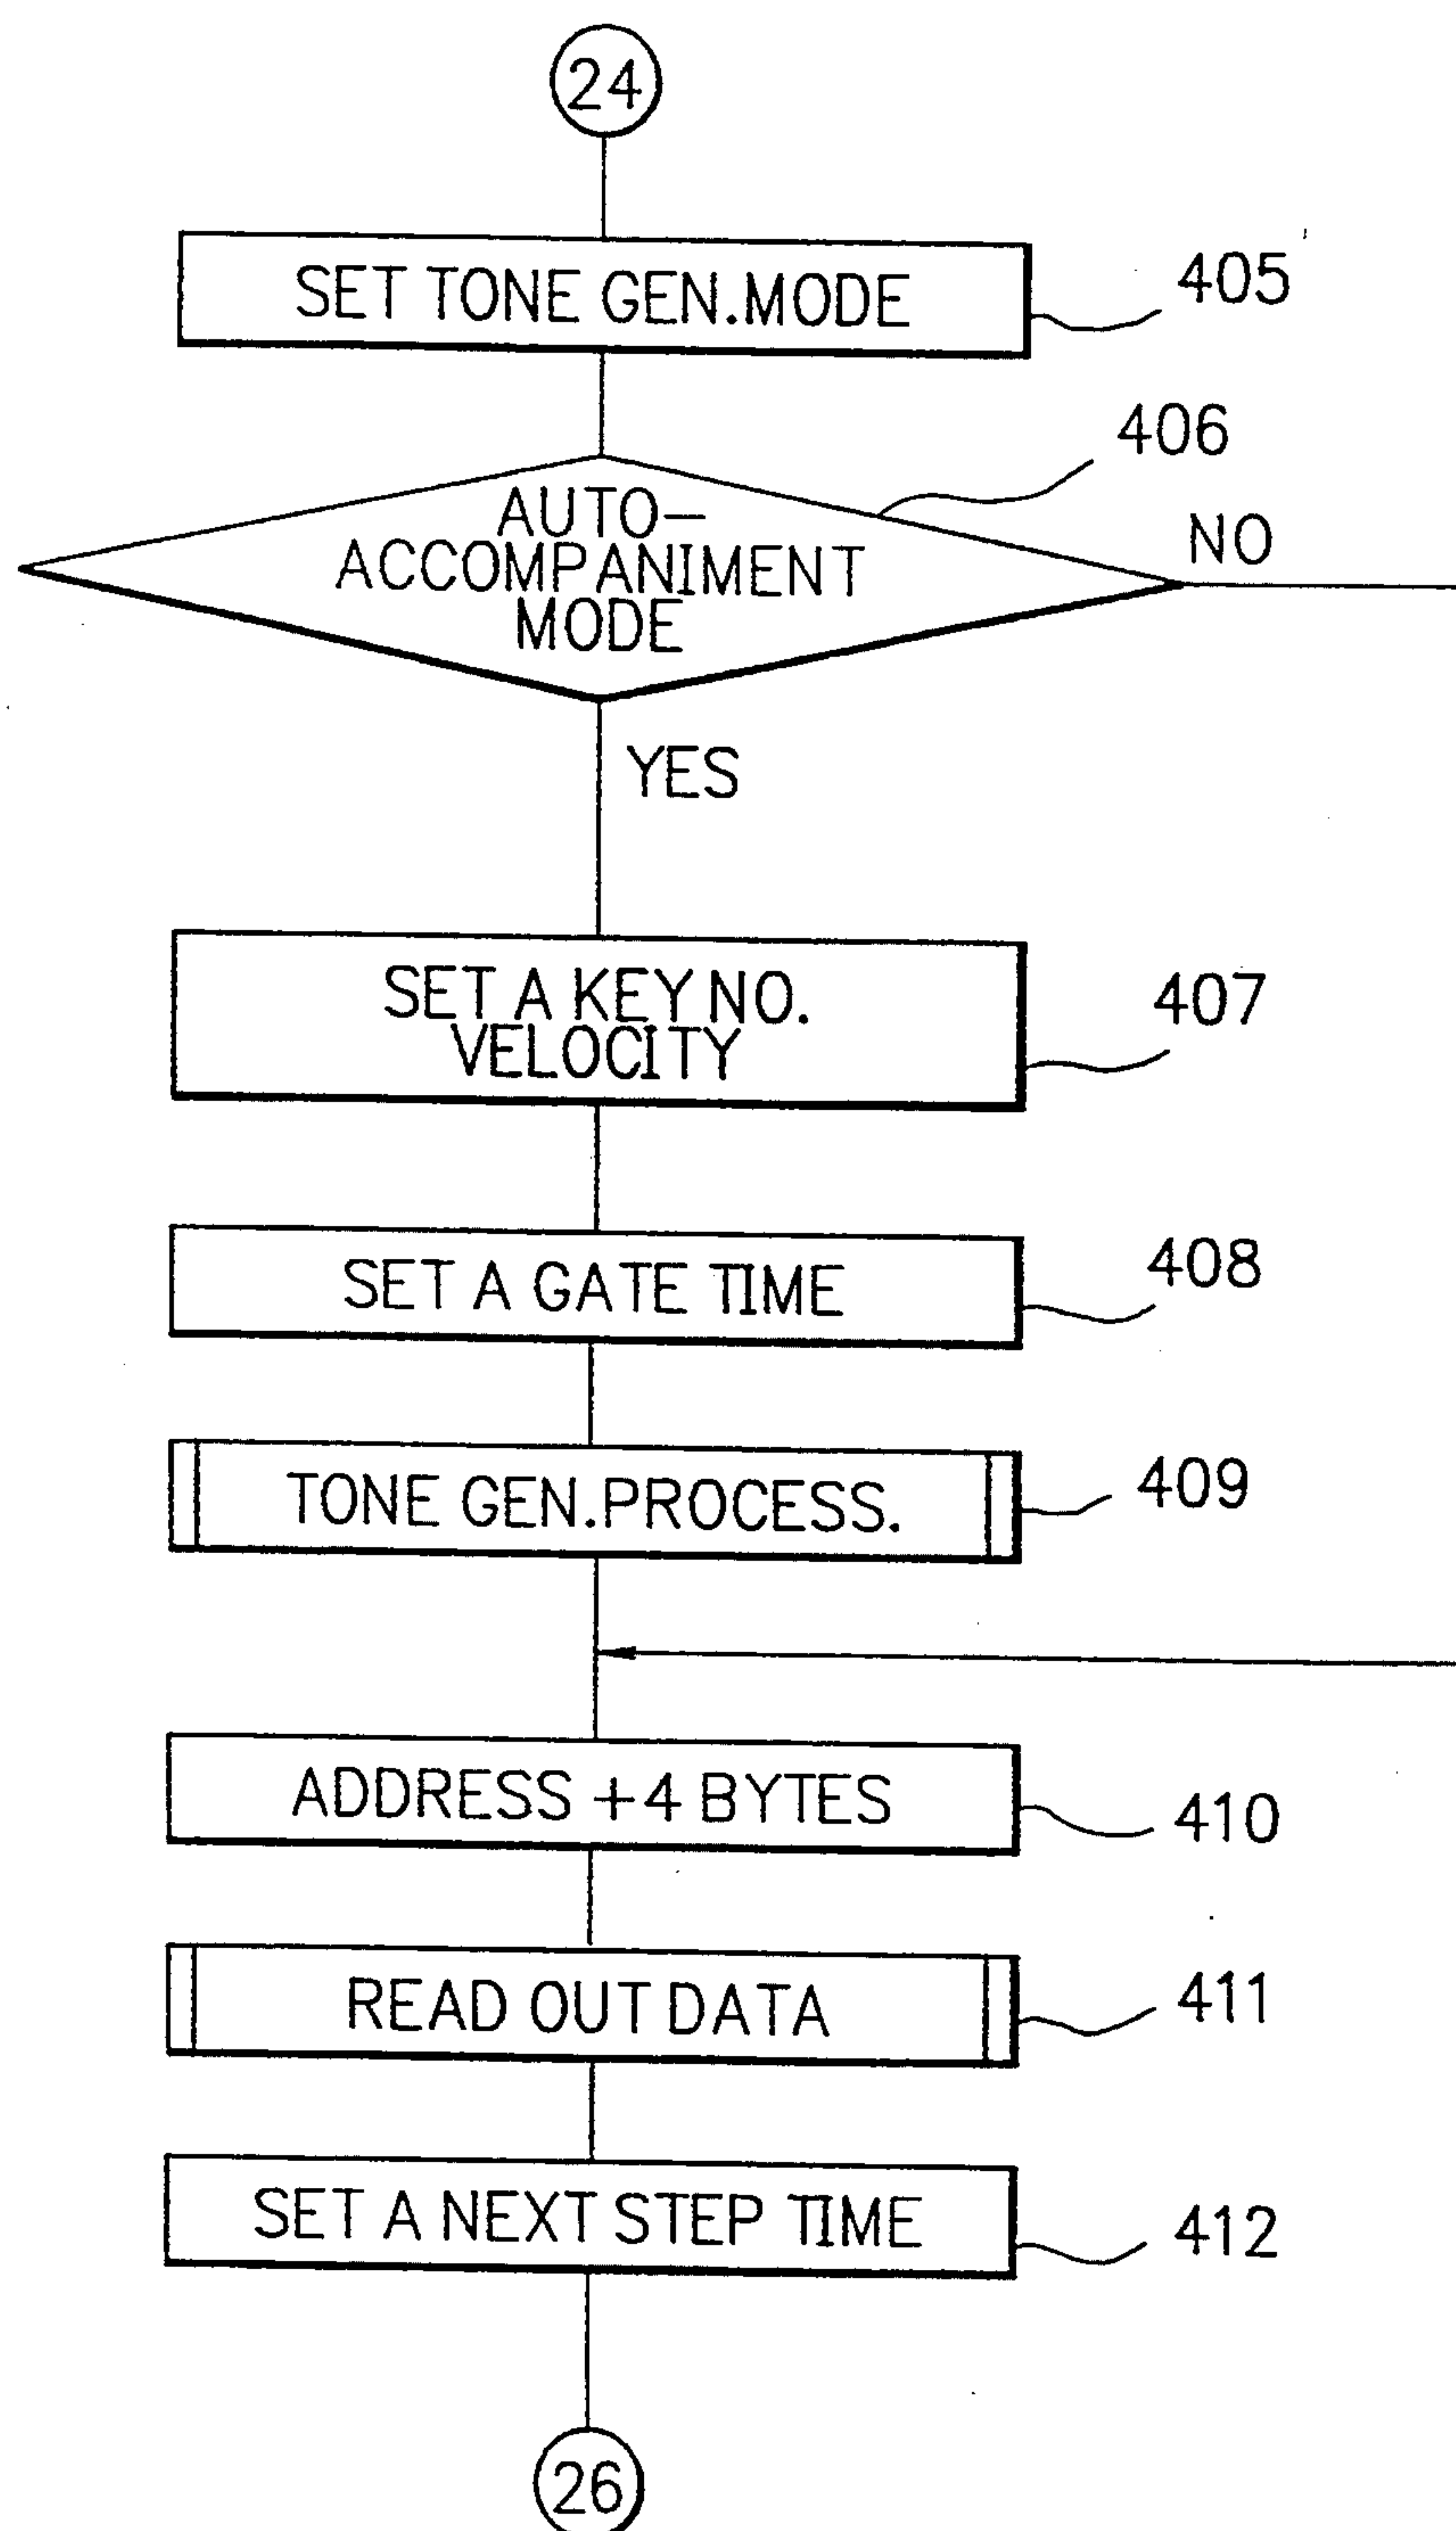 24
SET TONE GEN.MODE
405
406
AUTO-
ACCOMPANIMENT
MODE
NO
YES
SET A KEY NO.
VELOCITY
407
SET A GATE TIME
408
TONE GEN.PROCESS.
409
ADDRESS +4 BYTES
410
READ OUT DATA
411
SET A NEXT STEP TIME
412
26